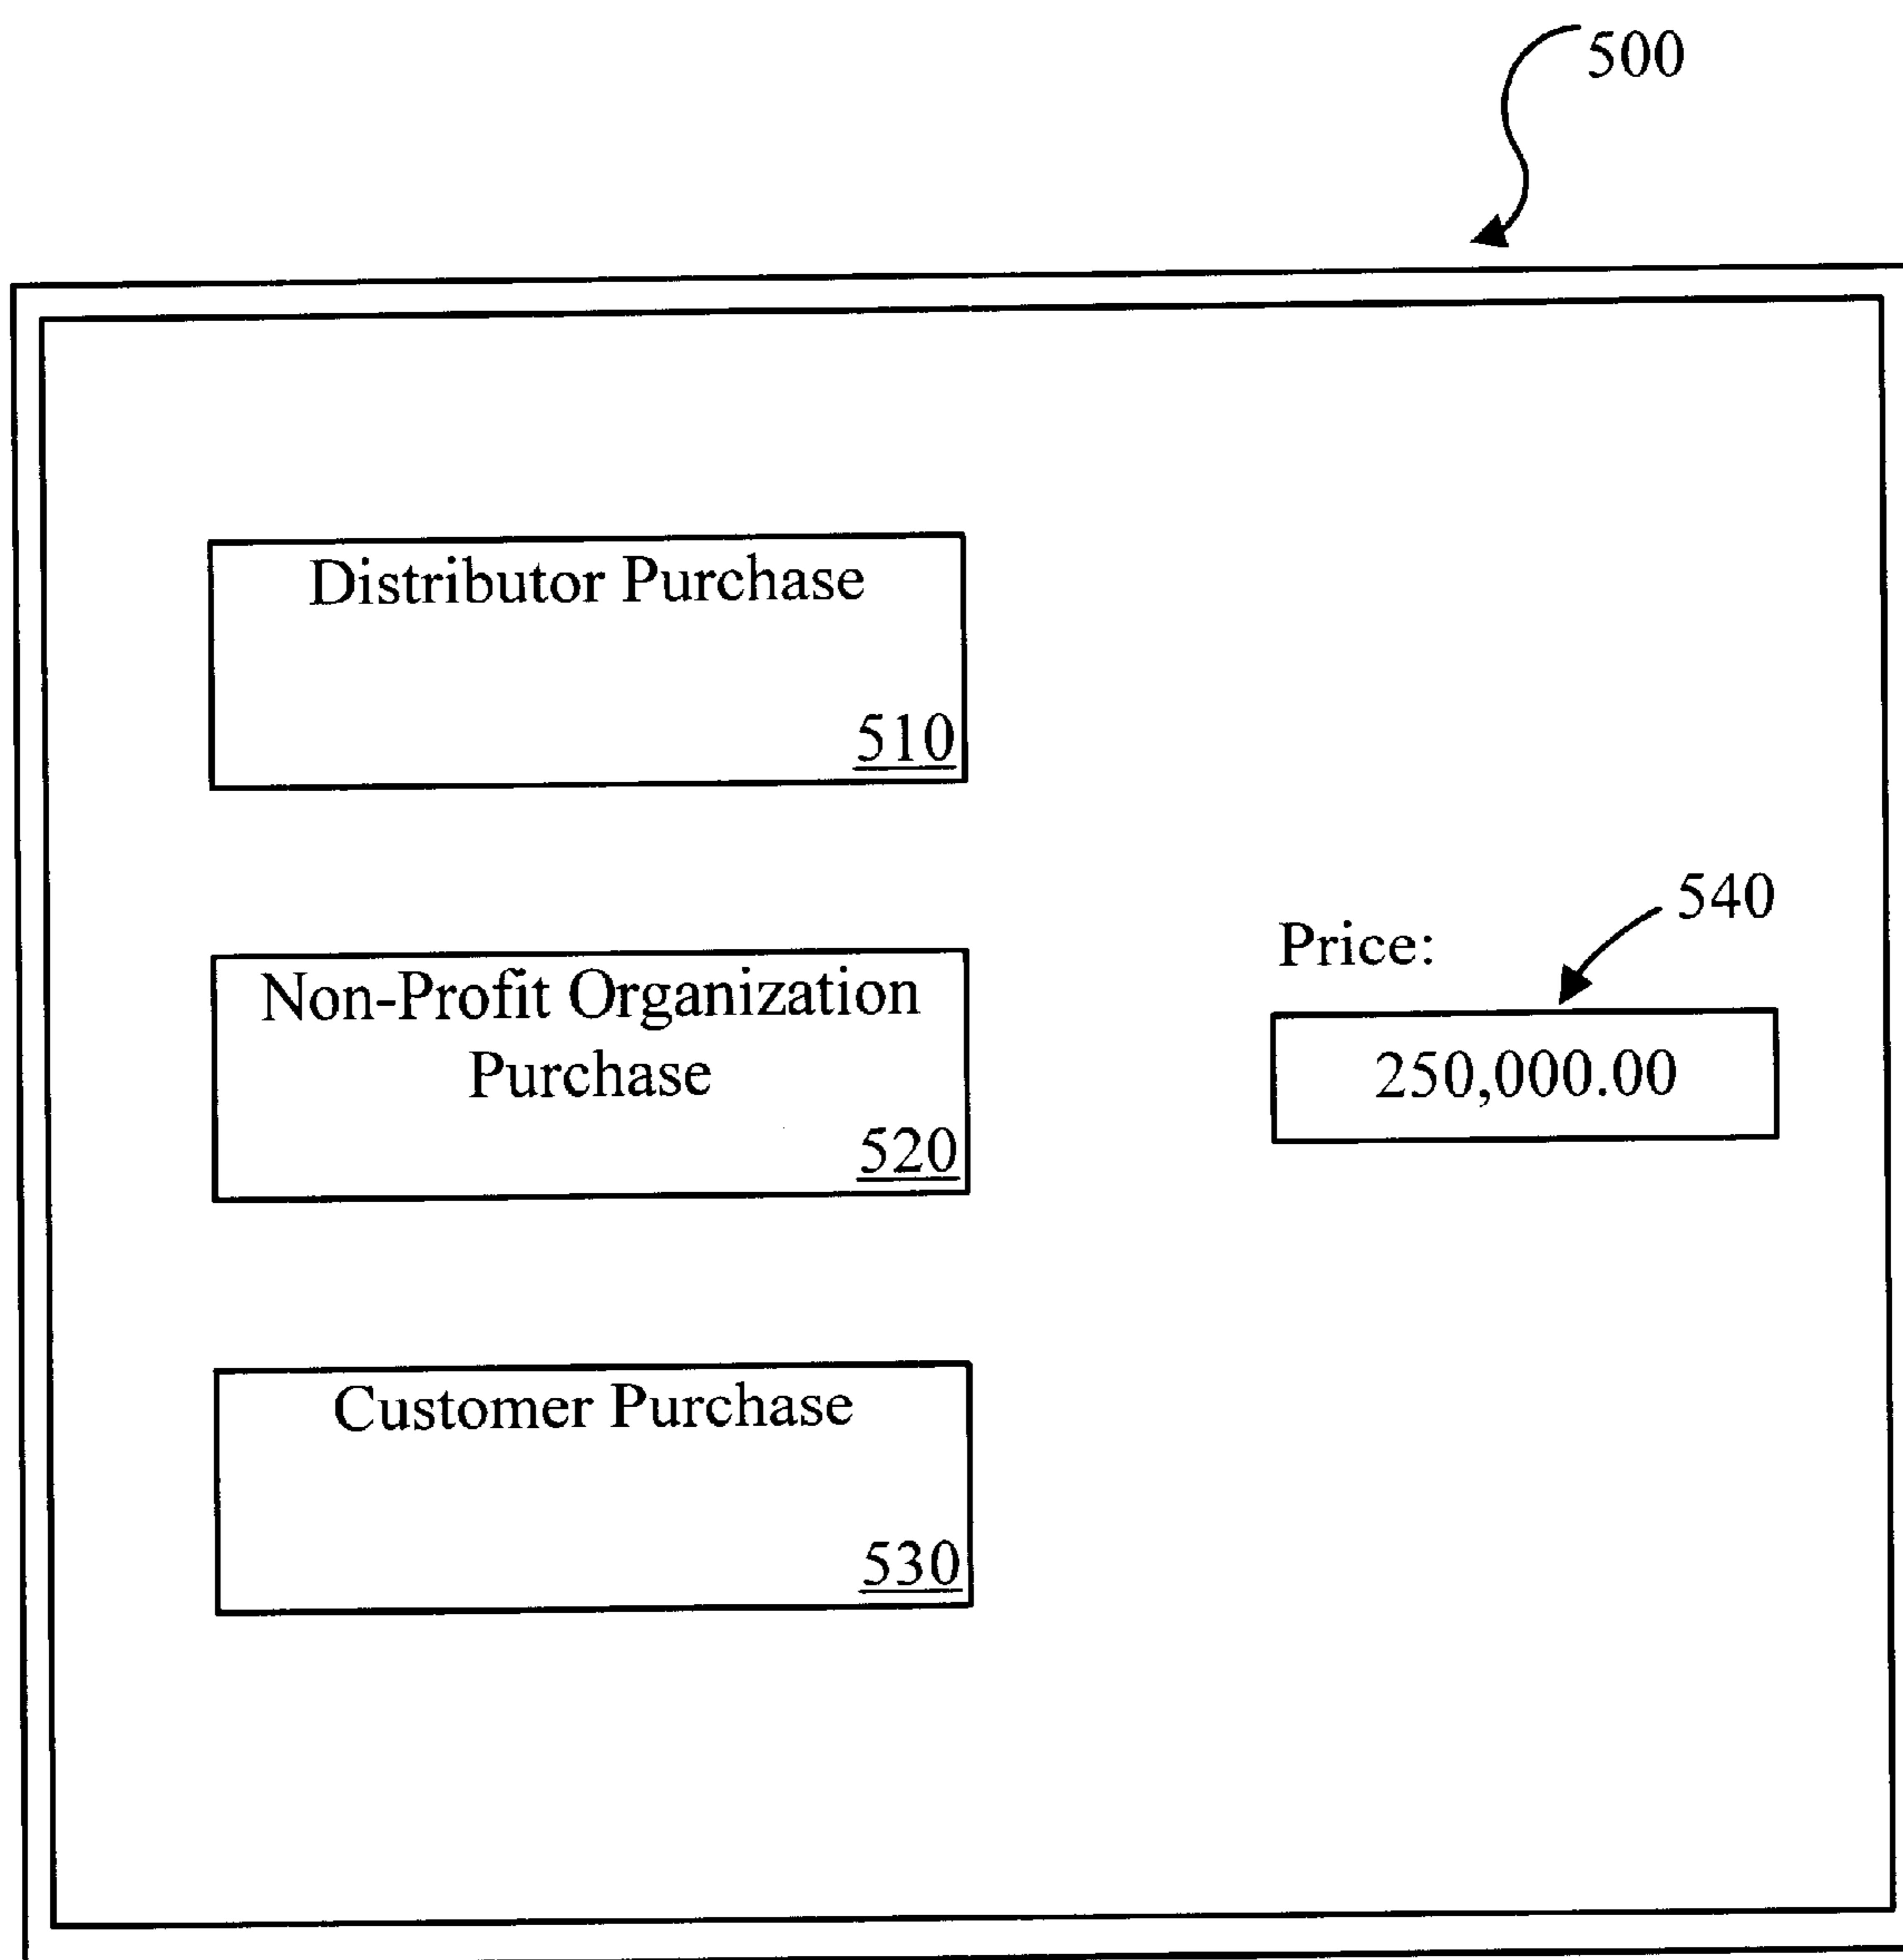 500
Distributor Purchase
510
540
Price:
Non-Profit Organization
Purchase
250,000.00
520
Customer Purchase
530